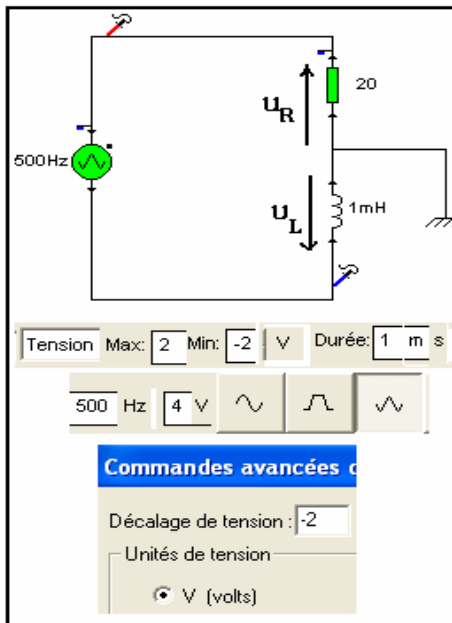 20
u_R
500Hz
u_L
1mH
Tension Max: 2 Min: -2 V Durée: 1 m s
500 Hz 4 V
Commandes avancées d
Décalage de tension : -2
Unités de tension
V (volts)